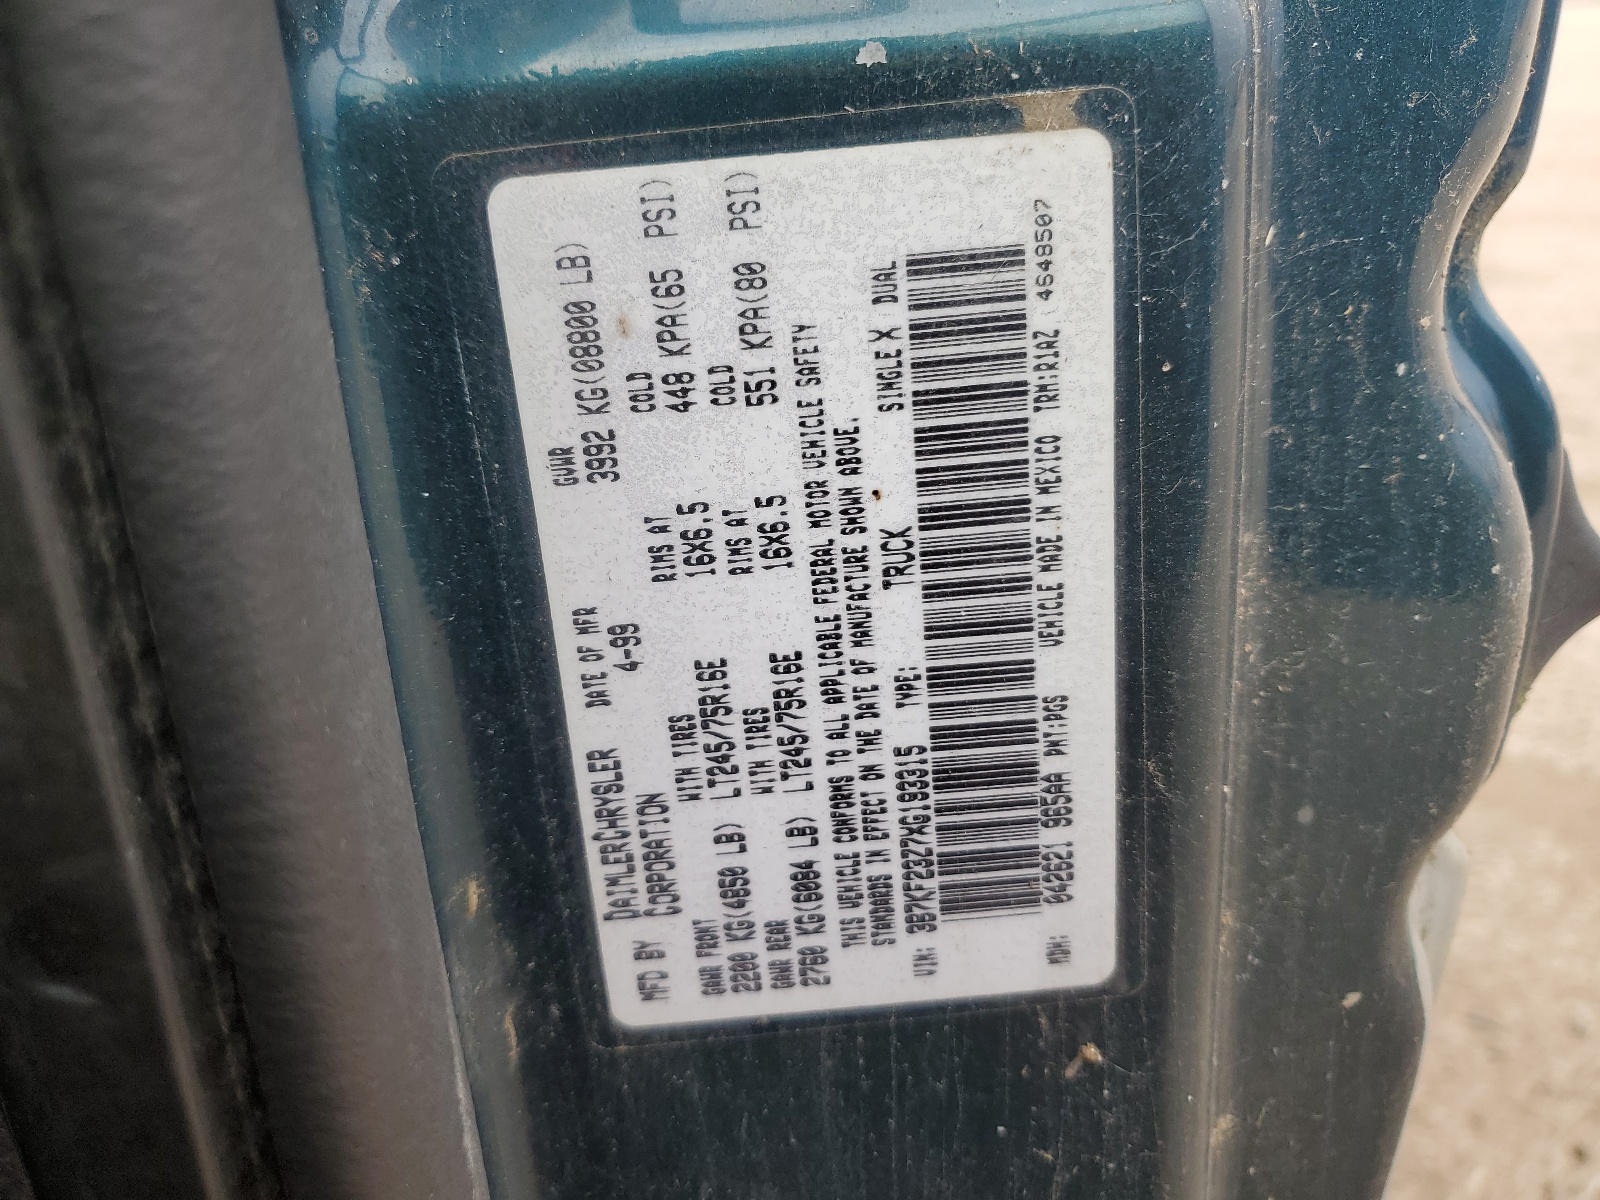 MFD BY DAIMLERCHRYSLER CORPORATION DATE OF MFR 4-99 GVWR 3992 KG(08800 LB)
GAWR FRONT WITH TIRES RIMS AT COLD
2200 KG(4850 LB) LT245/75R16E 16X6.5 448 KPA(65 PSI)
GAWR REAR WITH TIRES RIMS AT COLD
2760 KG(6084 LB) LT245/75R16E 16X6.5 551 KPA(80 PSI)
THIS VEHICLE CONFORMS TO ALL APPLICABLE FEDERAL MOTOR VEHICLE SAFETY
STANDARDS IN EFFECT ON THE DATE OF MANUFACTURE SHOWN ABOVE.
VIN: 3B7KF23Z7XG193315 TYPE: TRUCK SINGLE X DUAL
MDH: 042621 965AA PNT:PGS VEHICLE MADE IN MEXICO TRM:R1AZ 4648507